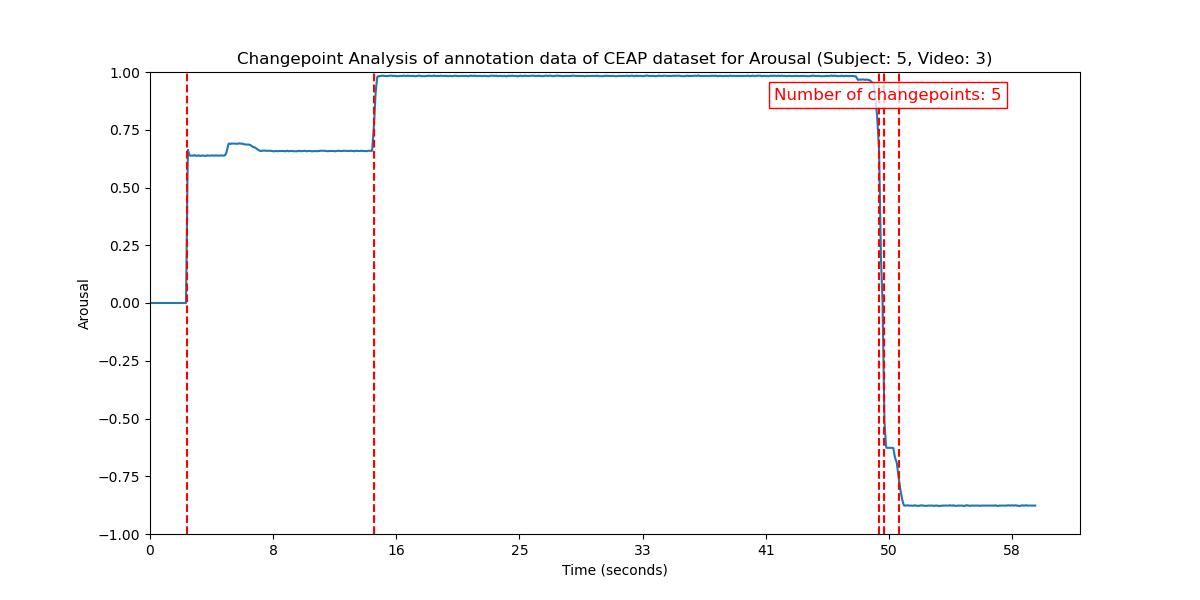 Changepoint Analysis of annotation data of CEAP dataset for Arousal (Subject: 5, Video: 3)
Number of changepoints: 5
1.00
0.75
0.50
0.25
0.00
−0.25
−0.50
−0.75
−1.00
Arousal
0 8 16 25 33 41 50 58
Time (seconds)